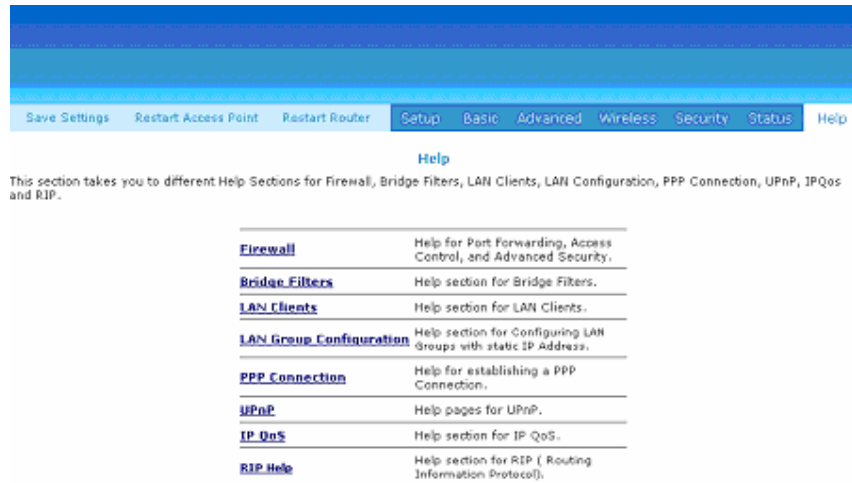 Save Settings Restart Access Point Restart Router Setup Basic Advanced Wireless Security Status Help
Help
This section takes you to different Help Sections for Firewall, Bridge Filters, LAN Clients, LAN Configuration, PPP Connection, UPnP, IPQos
and RIP.
Firewall Help for Port Forwarding, Access
Control, and Advanced Security.
Bridge Filters Help section for Bridge Filters.
LAN Clients Help section for LAN Clients.
LAN Group Configuration Help section for Configuring LAN
Groups with static IP Address.
PPP Connection Help for establishing a PPP
Connection.
UPnP Help pages for UPnP.
IP QoS Help section for IP QoS.
RIP Help Help section for RIP ( Routing
Information Protocol).